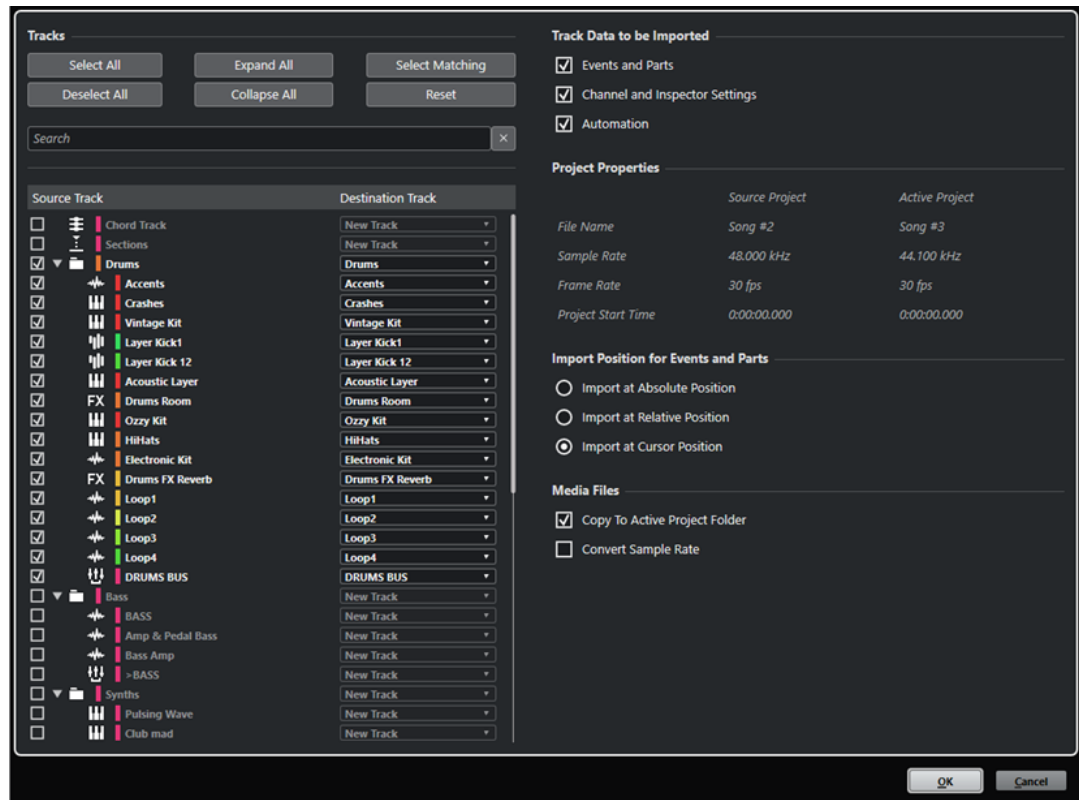 Tracks
Select All Expand All Select Matching
Deselect All Collapse All Reset
Search
Source Track Destination Track
Chord Track New Track
Sections New Track
Drums Drums
Accents Accents
Crashes Crashes
Vintage Kit Vintage Kit
Layer Kick1 Layer Kick1
Layer Kick 12 Layer Kick 12
Acoustic Layer Acoustic Layer
FX Drums Room Drums Room
Ozzy Kit Ozzy Kit
HiHats HiHats
Electronic Kit Electronic Kit
FX Drums FX Reverb Drums FX Reverb
Loop1 Loop1
Loop2 Loop2
Loop3 Loop3
Loop4 Loop4
DRUMS BUS DRUMS BUS
Bass New Track
BASS New Track
Amp & Pedal Bass New Track
Bass Amp New Track
>BASS New Track
Synths New Track
Pulsing Wave New Track
Club mad New Track
Track Data to be Imported
Events and Parts
Channel and Inspector Settings
Automation
Project Properties
Source Project Active Project
File Name Song #2 Song #3
Sample Rate 48.000 kHz 44.100 kHz
Frame Rate 30 fps 30 fps
Project Start Time 0:00:00.000 0:00:00.000
Import Position for Events and Parts
Import at Absolute Position
Import at Relative Position
Import at Cursor Position
Media Files
Copy To Active Project Folder
Convert Sample Rate
OK Cancel